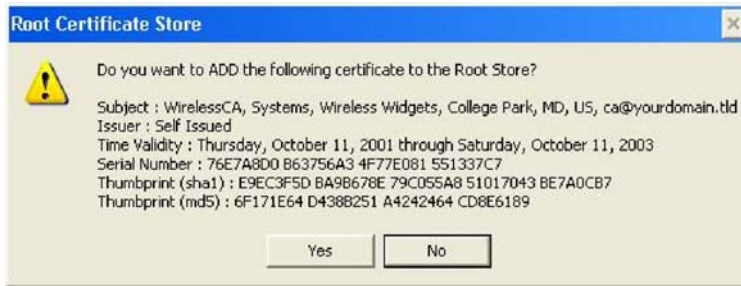 Root Certificate Store
Do you want to ADD the following certificate to the Root Store?
Subject : WirelessCA, Systems, Wireless Widgets, College Park, MD, US, ca@yourdomain.tld
Issuer : Self Issued
Time Validity : Thursday, October 11, 2001 through Saturday, October 11, 2003
Serial Number : 76E7A8D0 B63756A3 4F77E081 551337C7
Thumbprint (sha1) : E9EC3F5D BA9B678E 79C055A8 51017043 BE7A0CB7
Thumbprint (md5) : 6F171E64 D438B251 A4242464 CD8E6189
Yes
No